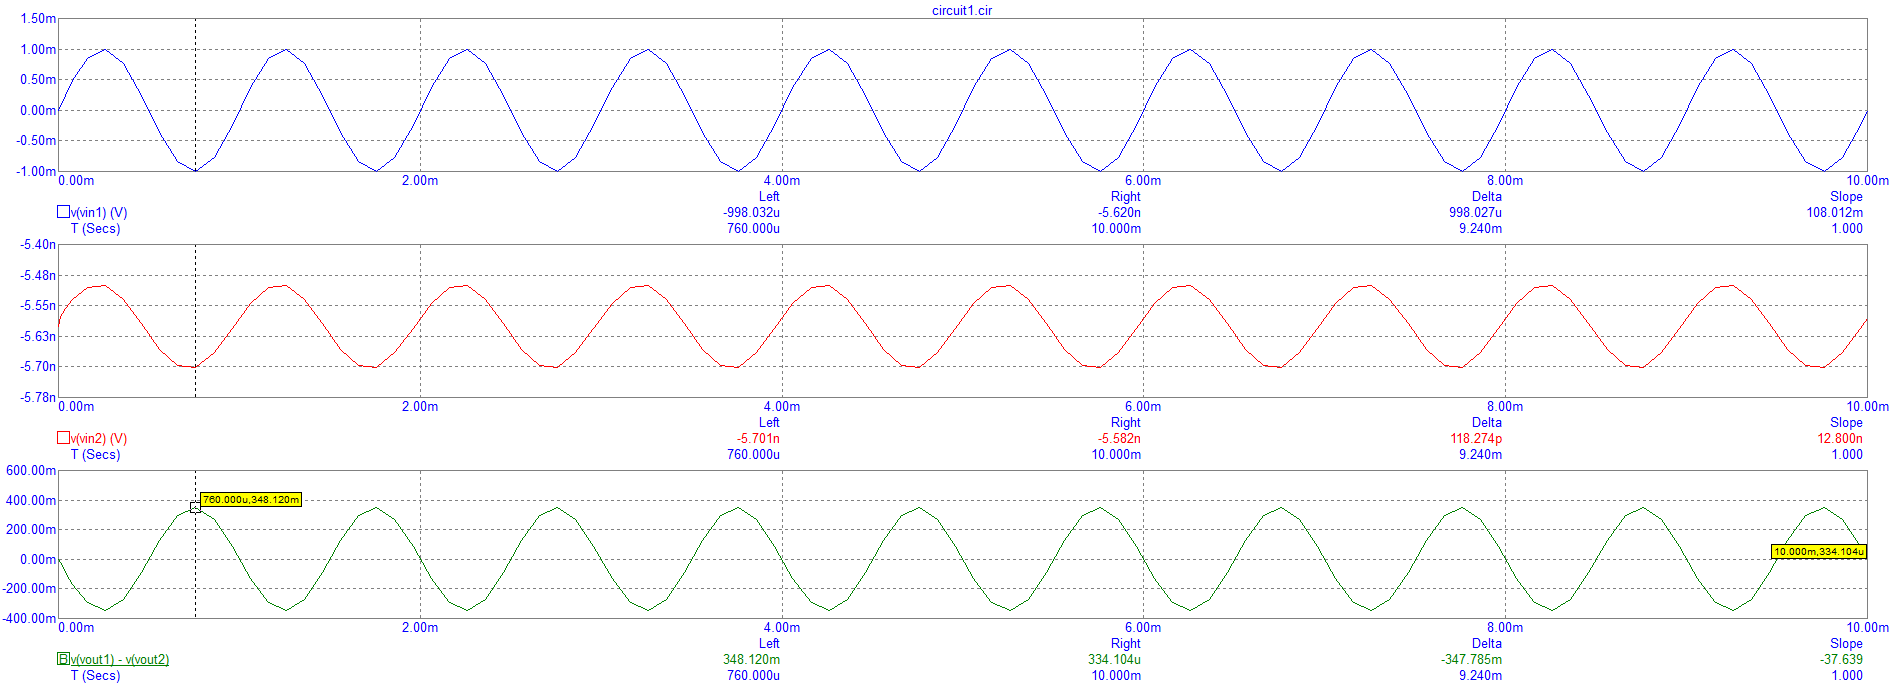 circuit1.cir
1.50m
1.00m
0.50m
0.00m
-0.50m
-1.00m
0.00m 2.00m 4.00m 6.00m 8.00m 10.00m
Left Right Delta Slope
v(vin1) (V) -998.032u -5.620n 998.027u 108.012m
T (Secs) 760.000u 10.000m 9.240m 1.000
-5.40n
-5.48n
-5.55n
-5.63n
-5.70n
-5.78n
0.00m 2.00m 4.00m 6.00m 8.00m 10.00m
Left Right Delta Slope
v(vin2) (V) -5.701n -5.582n 118.274p 12.800n
T (Secs) 760.000u 10.000m 9.240m 1.000
600.00m
400.00m
760.000u,348.120m
200.00m
0.00m
10.000m,334.104u
-200.00m
-400.00m
0.00m 2.00m 4.00m 6.00m 8.00m 10.00m
Left Right Delta Slope
B v(vout1) - v(vout2) 348.120m 334.104u -347.785m -37.639
T (Secs) 760.000u 10.000m 9.240m 1.000